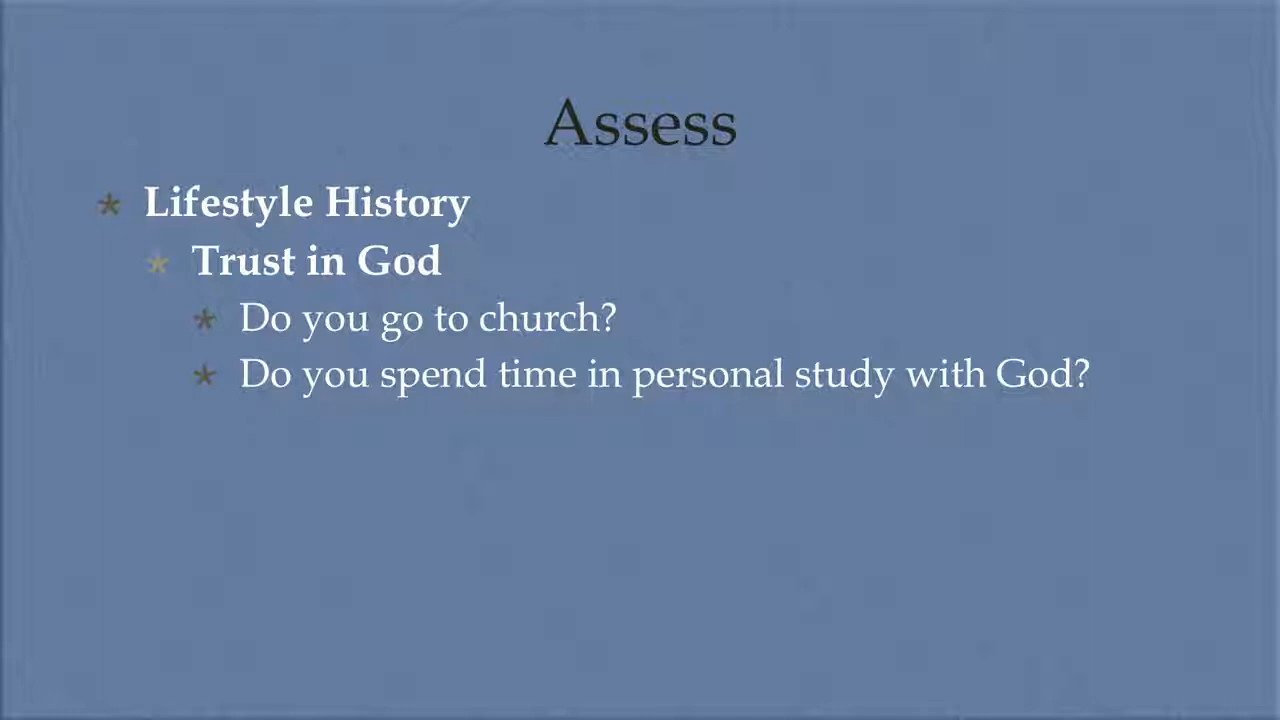 Assess
* Lifestyle History
* Trust in God
* Do you go to church?
* Do you spend time in personal study with God?